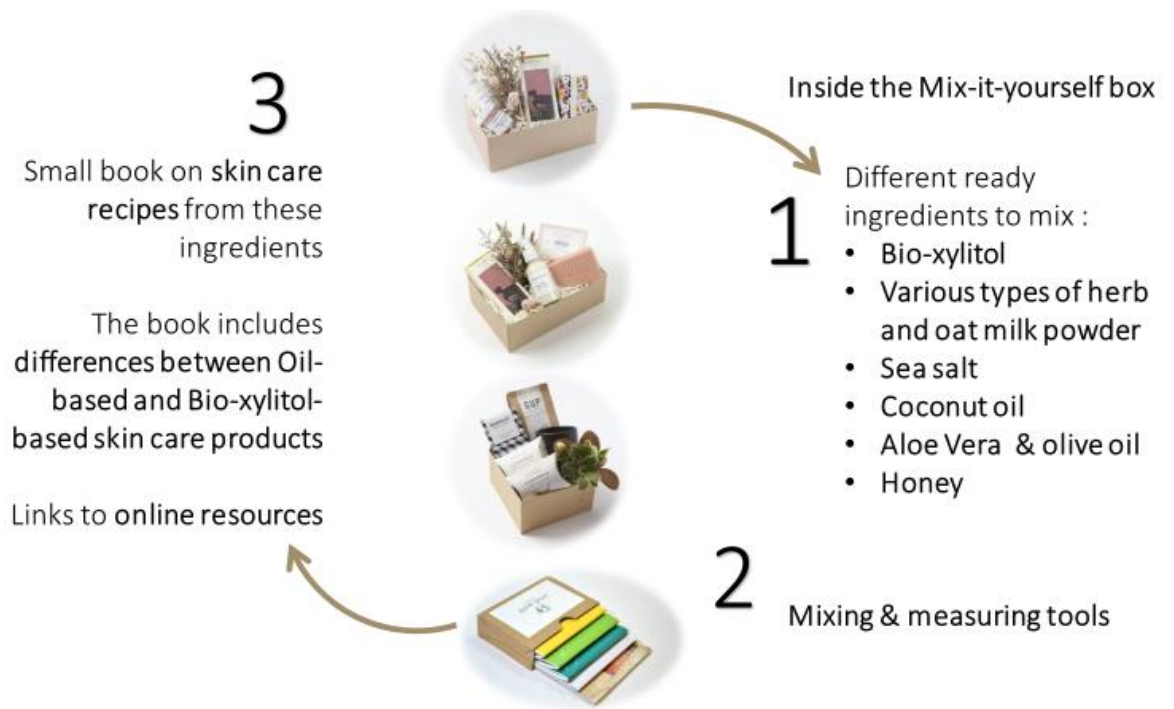 Inside the Mix-it-yourself box
1
Different ready
ingredients to mix :
• Bio-xylitol
• Various types of herb
and oat milk powder
• Sea salt
• Coconut oil
• Aloe Vera & olive oil
• Honey
2
Mixing & measuring tools
3
Small book on skin care
recipes from these
ingredients
The book includes
differences between Oil-
based and Bio-xylitol-
based skin care products
Links to online resources